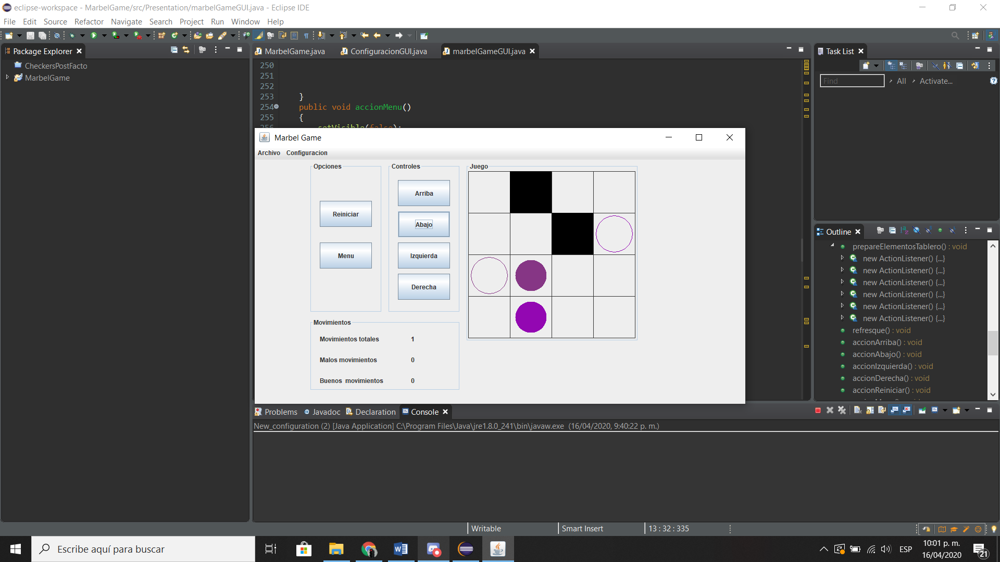 eclipse-workspace - MarbelGame/src/Presentation/marbelGameGUI.java - Eclipse IDE
File Edit Source Refactor Navigate Search Project Run Window Help
Package Explorer
CheckersPostFacto
MarbelGame
MarbelGame.java ConfiguracionGUI.java marbelGameGUI.java
250
251
252
253 }
254 public void accionMenu()
255 {
256 setVisible(false);
Task List
Find All Activate...
Marbel Game
Archivo Configuracion
Opciones
Reiniciar
Menu
Controles
Arriba
Abajo
Izquierda
Derecha
Juego
Movimientos
Movimientos totales 1
Malos movimientos 0
Buenos movimientos 0
Outline
prepareElementosTablero() : void
new ActionListener() {...}
new ActionListener() {...}
new ActionListener() {...}
new ActionListener() {...}
new ActionListener() {...}
new ActionListener() {...}
refresque() : void
accionArriba() : void
accionAbajo() : void
accionIzquierda() : void
accionDerecha() : void
accionReiniciar() : void
Problems @ Javadoc Declaration Console
New_configuration (2) [Java Application] C:\Program Files\Java\jre1.8.0_241\bin\javaw.exe (16/04/2020, 9:40:22 p. m.)
Writable Smart Insert 13 : 32 : 335
Escribe aquí para buscar
ESP
10:01 p. m.
16/04/2020
21